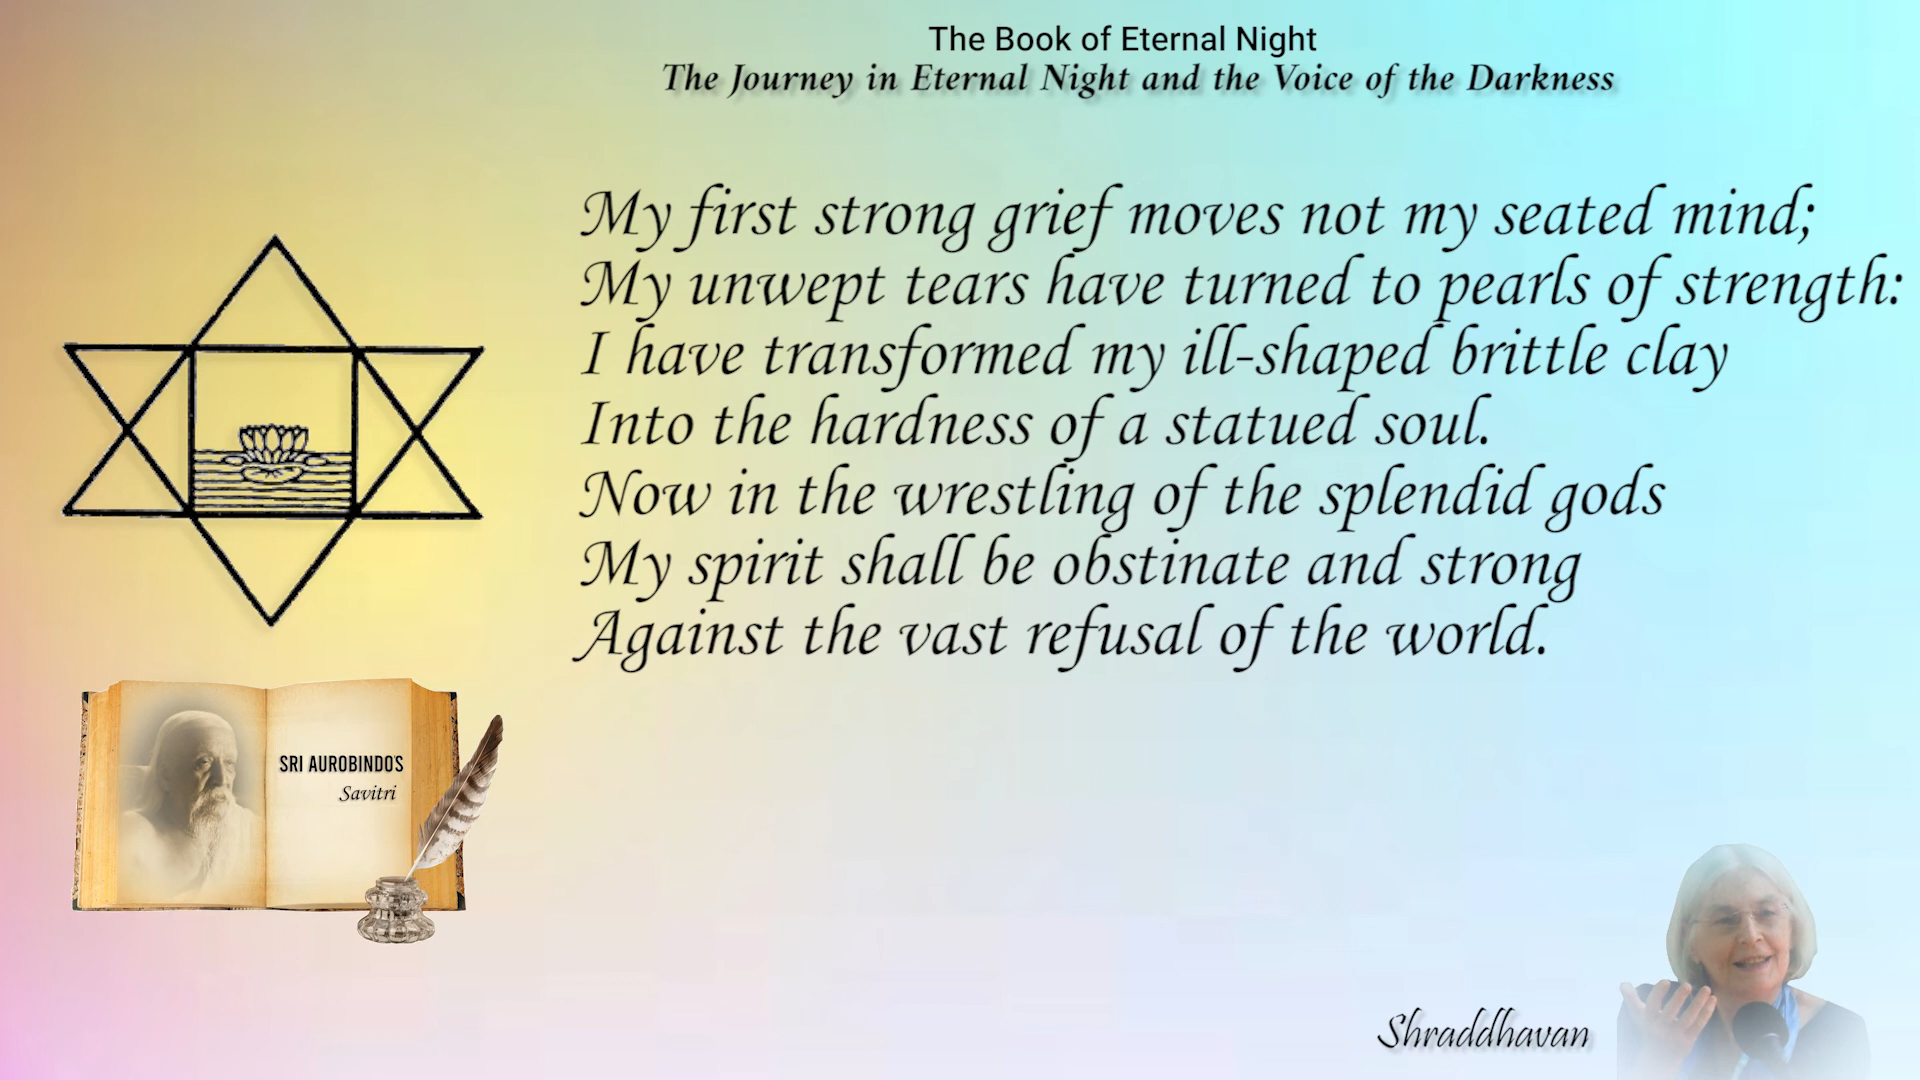 The Book of Eternal Night
The Journey in Eternal Night and the Voice of the Darkness
My first strong grief moves not my seated mind;
My unwept tears have turned to pearls of strength:
I have transformed my ill-shaped brittle clay
Into the hardness of a statued soul.
Now in the wrestling of the splendid gods
My spirit shall be obstinate and strong
Against the vast refusal of the world.
SRI AUROBINDO'S
Savitri
Shraddhavan